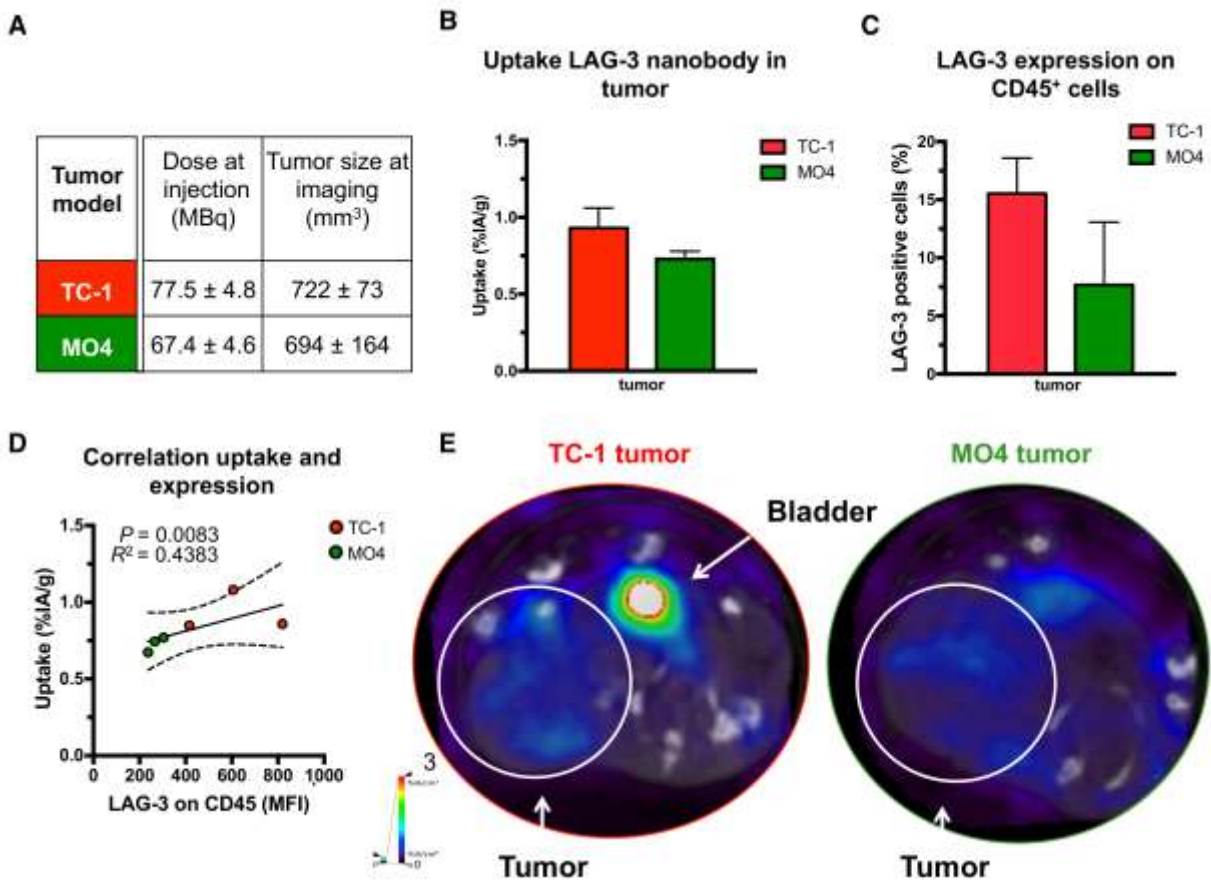 A
Tumor model
Dose at injection (MBq)
Tumor size at imaging (mm³)
TC-1
77.5 ± 4.8
722 ± 73
MO4
67.4 ± 4.6
694 ± 164
B
Uptake LAG-3 nanobody in
tumor
Uptake (%IA/g)
1.5
1.0
0.5
0.0
tumor
TC-1
MO4
C
LAG-3 expression on
CD45⁺ cells
LAG-3 positive cells (%)
20
15
10
5
0
tumor
TC-1
MO4
D
Correlation uptake and
expression
P = 0.0083
R² = 0.4383
TC-1
MO4
Uptake (%IA/g)
1.5
1.0
0.5
0.0
0 200 400 600 800 1,000
LAG-3 on CD45 (MFI)
E
TC-1 tumor
MO4 tumor
Bladder
3
0
Tumor
Tumor